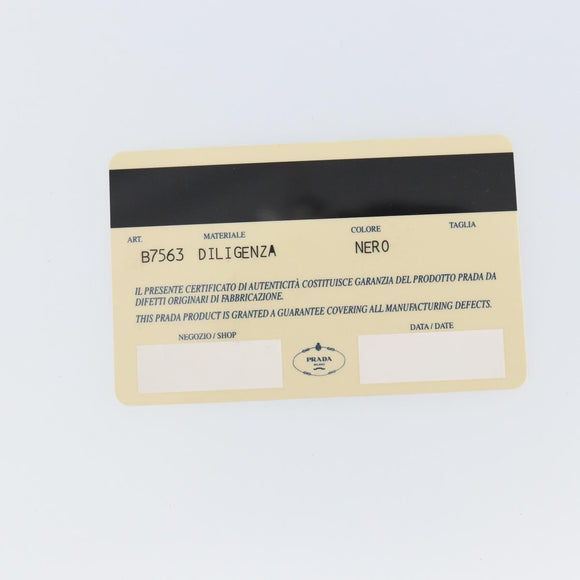 ART. MATERIALE COLORE TAGLIA
B7563 DILIGENZA NERO
IL PRESENTE CERTIFICATO DI AUTENTICITÀ COSTITUISCE GARANZIA DEL PRODOTTO PRADA DA
DIFETTI ORIGINARI DI FABBRICAZIONE.
THIS PRADA PRODUCT IS GRANTED A GUARANTEE COVERING ALL MANUFACTURING DEFECTS.
NEGOZIO / SHOP DATA / DATE
PRADA
MILANO